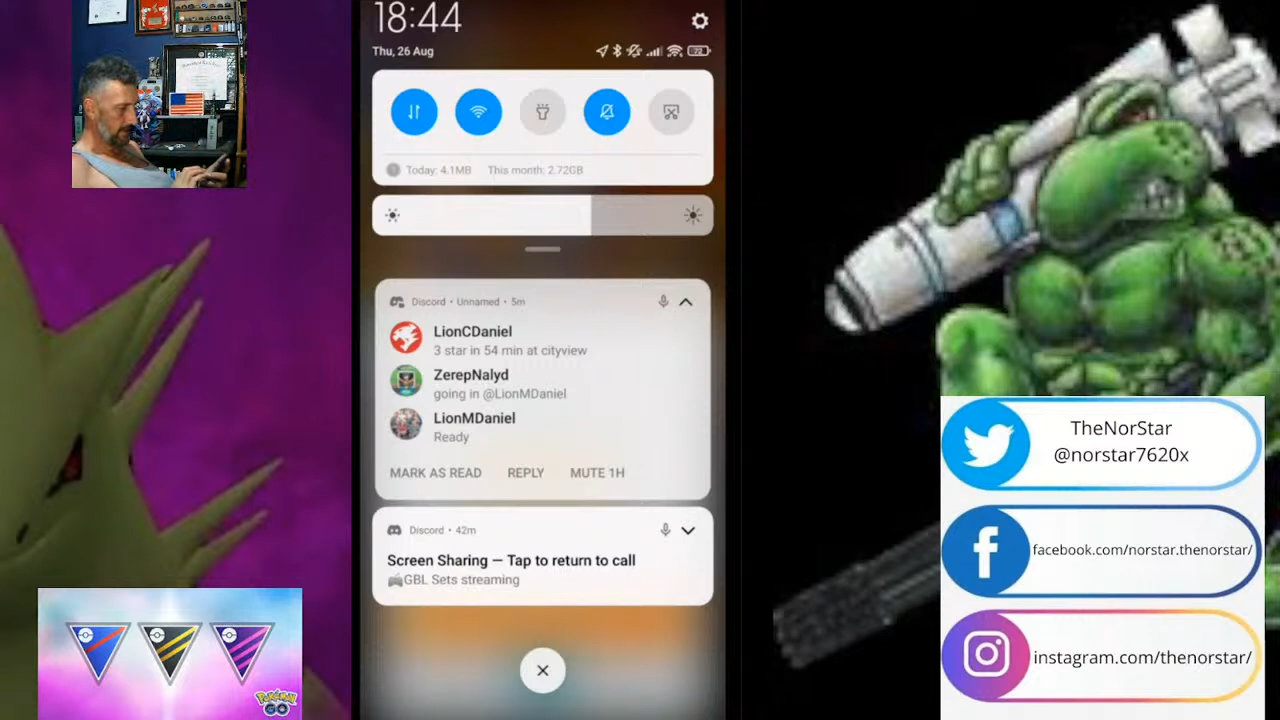 18:44
Thu, 26 Aug
Today: 4.1MB This month: 2.72GB
Discord • Unnamed • 5m
LionCDaniel
3 star in 54 min at cityview
ZerepNalyd
going in @LionMDaniel
LionMDaniel
Ready
MARK AS READ REPLY MUTE 1H
Discord • 42m
Screen Sharing — Tap to return to call
GBL Sets streaming
Pokémon GO
TheNorStar
@norstar7620x
facebook.com/norstar.thenorstar/
instagram.com/thenorstar/